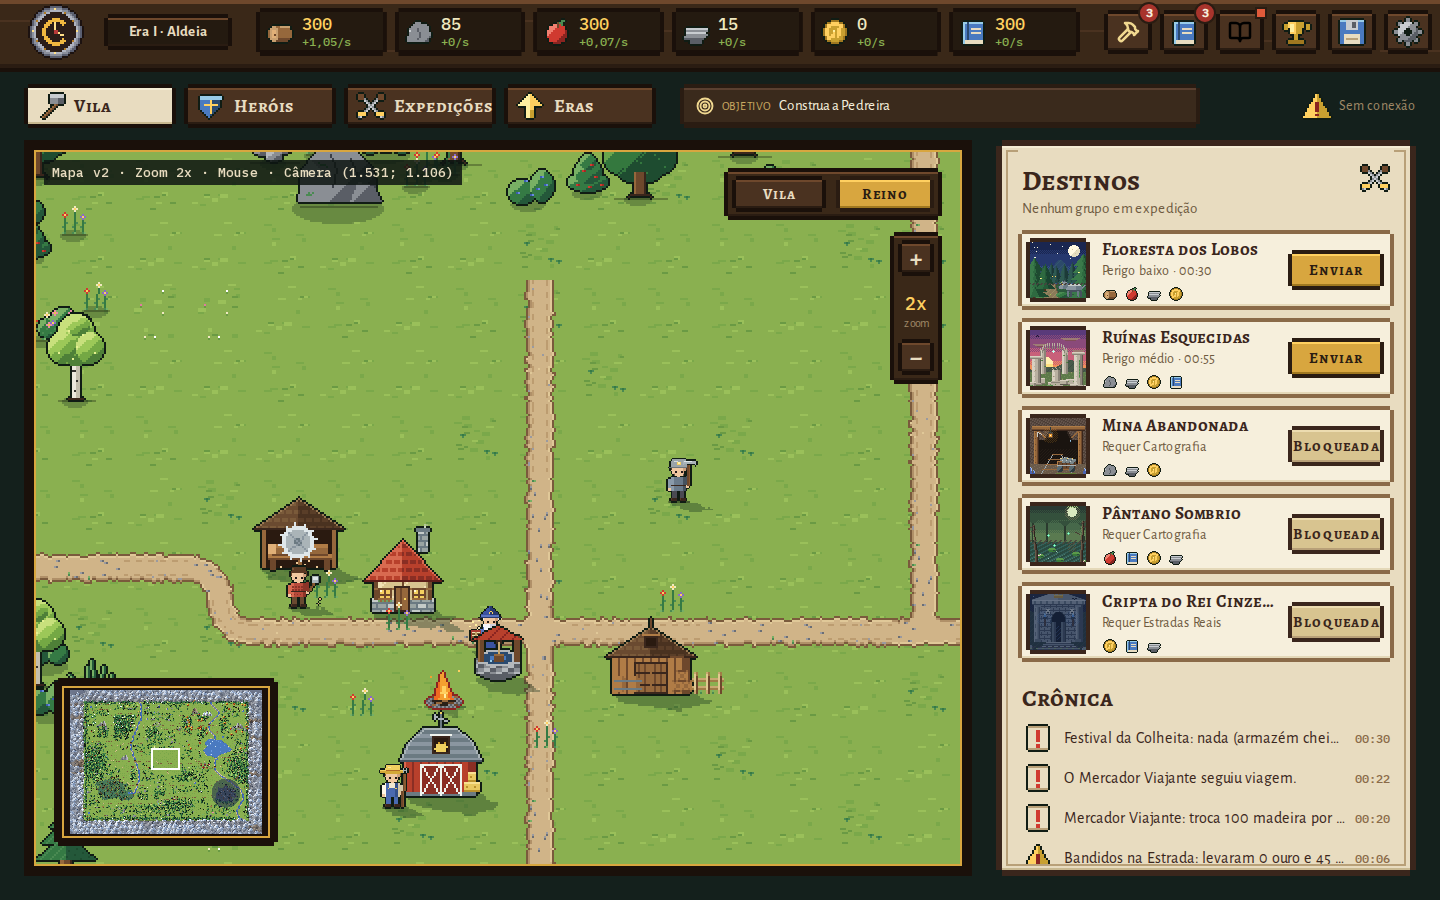 Era I · Aldeia
300
+1,05/s
85
+0/s
300
+0,07/s
15
+0/s
0
+0/s
300
+0/s
3
3
Vila
Heróis
Expedições
Eras
OBJETIVO Construa a Pedreira
Sem conexão
Mapa v2 · Zoom 2x · Mouse · Câmera (1.531; 1.106)
Vila
Reino
+
2x
zoom
−
Destinos
Nenhum grupo em expedição
Floresta dos Lobos
Perigo baixo · 00:30
Enviar
Ruínas Esquecidas
Perigo médio · 00:55
Enviar
Mina Abandonada
Requer Cartografia
Bloqueada
Pântano Sombrio
Requer Cartografia
Bloqueada
Cripta do Rei Cinze...
Requer Estradas Reais
Bloqueada
Crônica
Festival da Colheita: nada (armazém chei... 00:30
O Mercador Viajante seguiu viagem. 00:22
Mercador Viajante: troca 100 madeira por ... 00:20
Bandidos na Estrada: levaram 0 ouro e 45 ... 00:06